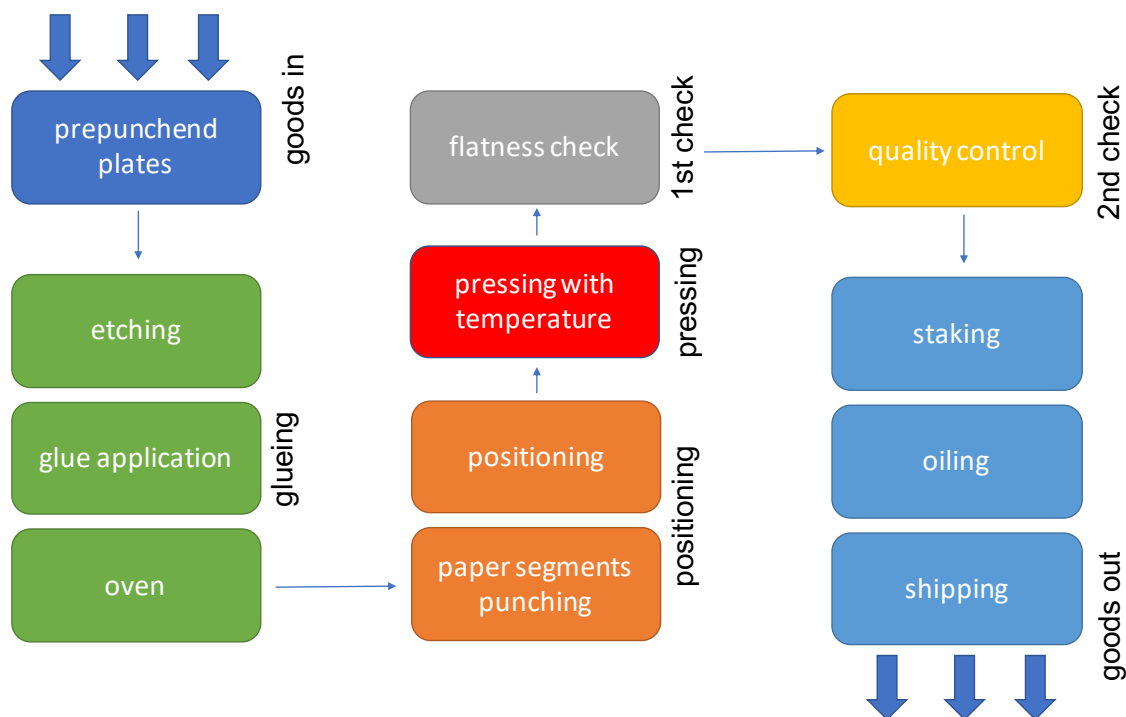 goods in
prepunchend
plates
etching
glue application
glueing
oven
flatness check
1st check
pressing with
temperature
pressing
positioning
positioning
paper segments
punching
quality control
2nd check
staking
oiling
shipping
goods out